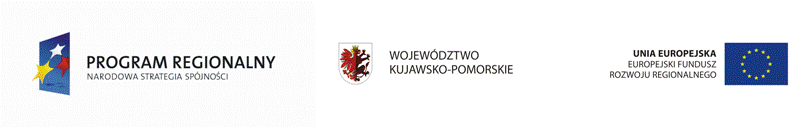 PROGRAM REGIONALNY
NARODOWA STRATEGIA SPÓJNOŚCI
WOJEWÓDZTWO
KUJAWSKO-POMORSKIE
UNIA EUROPEJSKA
EUROPEJSKI FUNDUSZ
ROZWOJU REGIONALNEGO